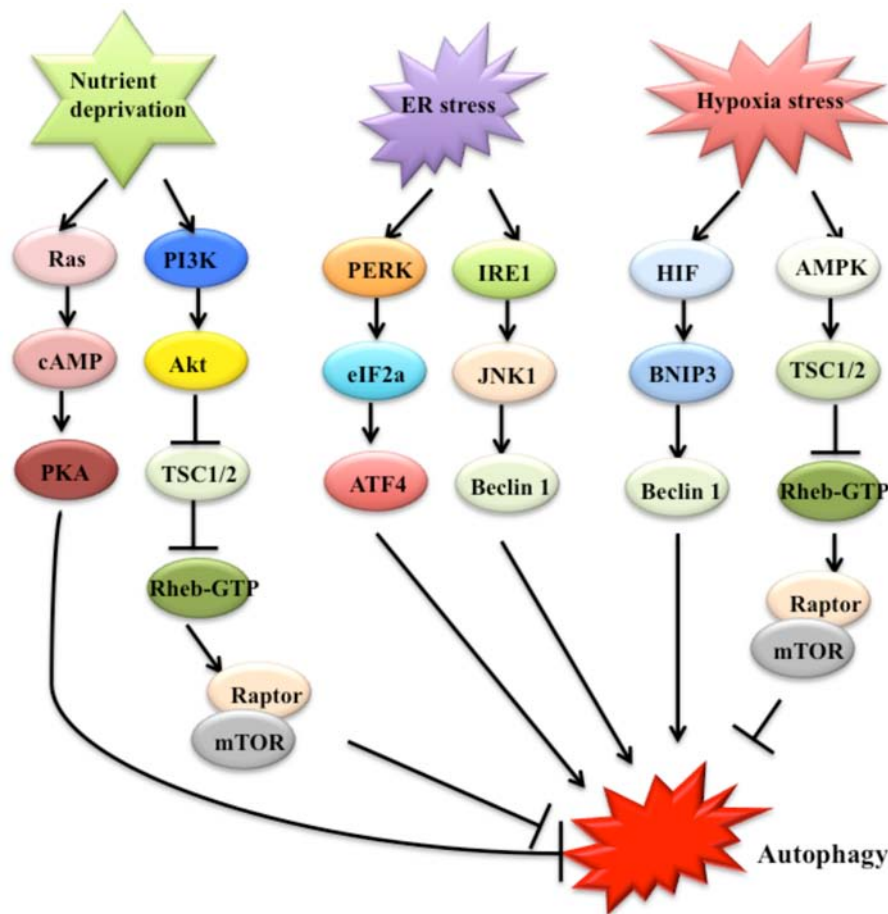 Nutrient
deprivation
ER stress
Hypoxia stress
Ras
PI3K
PERK
IRE1
HIF
AMPK
cAMP
Akt
eIF2a
JNK1
BNIP3
TSC1/2
PKA
TSC1/2
ATF4
Beclin 1
Beclin 1
Rheb-GTP
Rheb-GTP
Raptor
mTOR
Raptor
mTOR
Autophagy